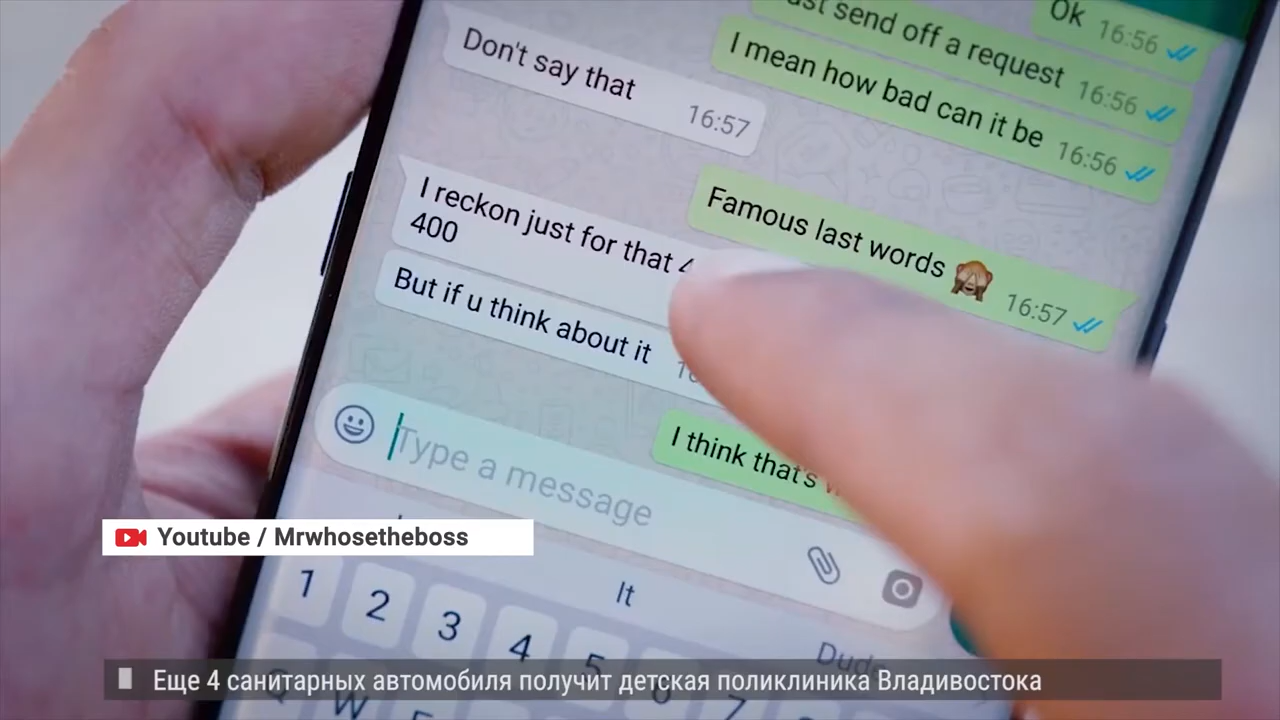 Ok 16:56
send off a request 16:56
I mean how bad can it be 16:56
Don't say that
16:57
Famous last words 🙈 16:57
I reckon just for that
400
But if u think about it
I think that's
Type a message
Youtube / Mrwhosetheboss
It
Dude
1 2 3 4 5 7
W
Еще 4 санитарных автомобиля получит детская поликлиника Владивостока